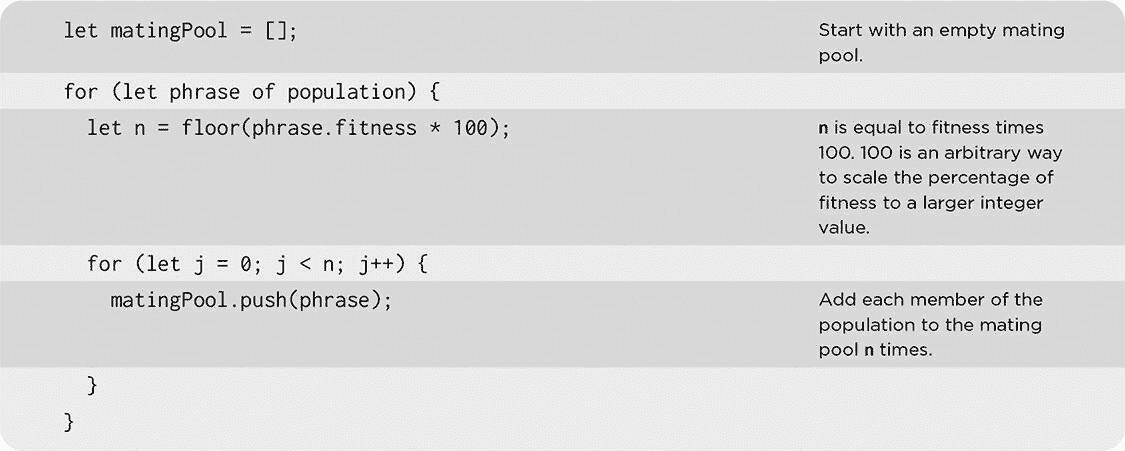 let matingPool = [];
Start with an empty mating
pool.
for (let phrase of population) {
let n = floor(phrase.fitness * 100);
n is equal to fitness times
100. 100 is an arbitrary way
to scale the percentage of
fitness to a larger integer
value.
for (let j = 0; j < n; j++) {
matingPool.push(phrase);
Add each member of the
population to the mating
pool n times.
}
}